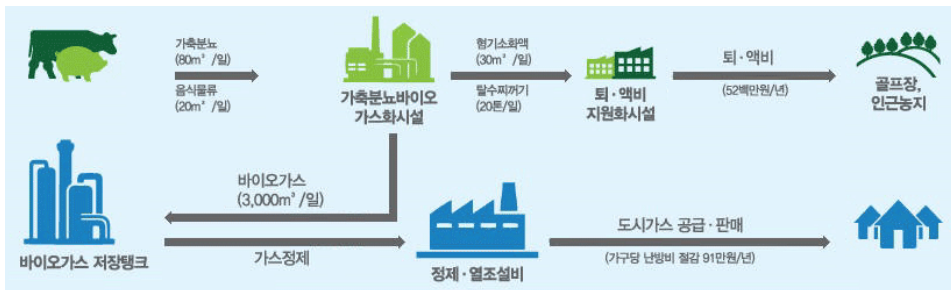 가축분뇨
(80m³ /일)
음식물류
(20m³ /일)
가축분뇨바이오
가스화시설
혐기소화액
(30m³ /일)
탈수찌꺼기
(20톤/일)
퇴·액비
지원화시설
퇴·액비
(52백만원/년)
골프장,
인근농지
바이오가스
(3,000m³ /일)
바이오가스 저장탱크
가스정제
정제·열조설비
도시가스 공급·판매
(가구당 난방비 절감 91만원/년)